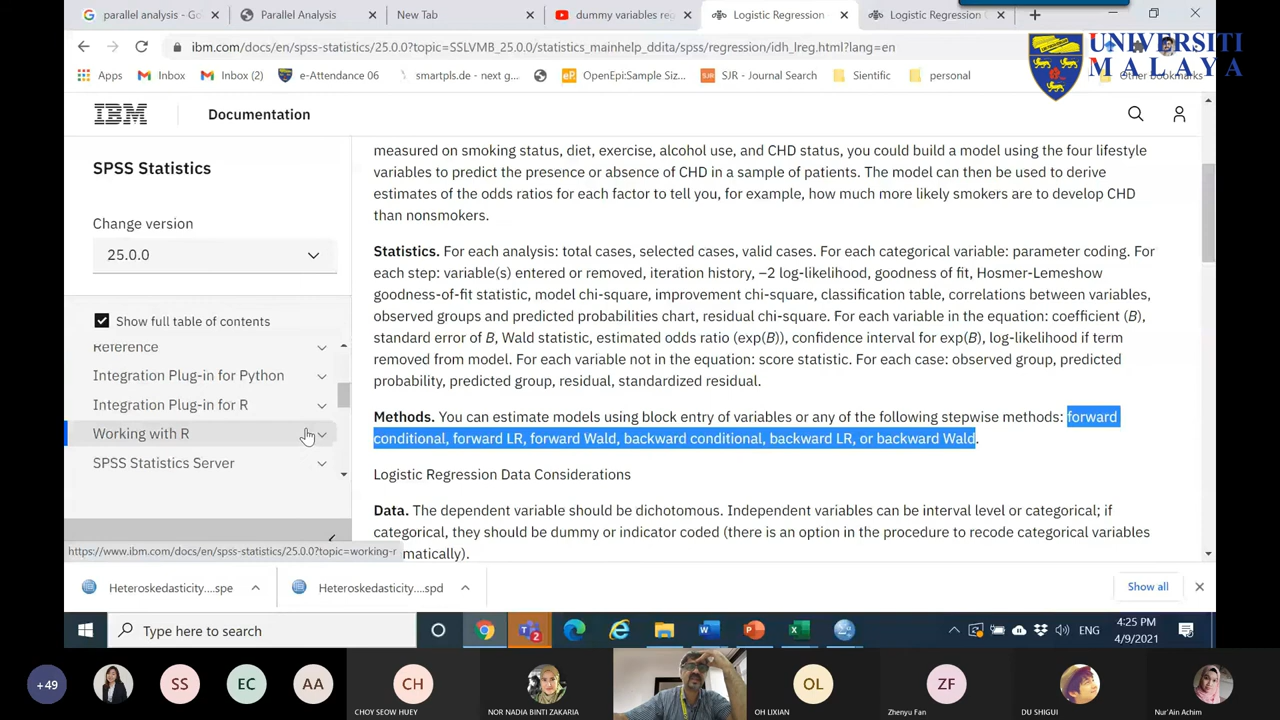 parallel analysis - Go
Parallel Analysis
New Tab
dummy variables re
Logistic Regression
Logistic Regression
ibm.com/docs/en/spss-statistics/25.0.0?topic=SSLVMB_25.0.0/statistics_mainhelp_ddita/spss/regression/idh_lreg.html?lang=en
UNIVERSITI
MALAYA
Apps
Inbox
Inbox (2)
e-Attendance 06
smartpls.de - next g...
OpenEpi:Sample Siz...
SJR - Journal Search
Sientific
personal
Other bookmarks
IBM
Documentation
SPSS Statistics
Change version
25.0.0
Show full table of contents
Reference
Integration Plug-in for Python
Integration Plug-in for R
Working with R
SPSS Statistics Server
measured on smoking status, diet, exercise, alcohol use, and CHD status, you could build a model using the four lifestyle
variables to predict the presence or absence of CHD in a sample of patients. The model can then be used to derive
estimates of the odds ratios for each factor to tell you, for example, how much more likely smokers are to develop CHD
than nonsmokers.
Statistics. For each analysis: total cases, selected cases, valid cases. For each categorical variable: parameter coding. For
each step: variable(s) entered or removed, iteration history, –2 log-likelihood, goodness of fit, Hosmer-Lemeshow
goodness-of-fit statistic, model chi-square, improvement chi-square, classification table, correlations between variables,
observed groups and predicted probabilities chart, residual chi-square. For each variable in the equation: coefficient (B),
standard error of B, Wald statistic, estimated odds ratio (exp(B)), confidence interval for exp(B), log-likelihood if term
removed from model. For each variable not in the equation: score statistic. For each case: observed group, predicted
probability, predicted group, residual, standardized residual.
Methods. You can estimate models using block entry of variables or any of the following stepwise methods: forward
conditional, forward LR, forward Wald, backward conditional, backward LR, or backward Wald.
Logistic Regression Data Considerations
Data. The dependent variable should be dichotomous. Independent variables can be interval level or categorical; if
categorical, they should be dummy or indicator coded (there is an option in the procedure to recode categorical variables
matically).
https://www.ibm.com/docs/en/spss-statistics/25.0.0?topic=working-r
Heteroskedasticity....spe
Heteroskedasticity....spd
Show all
Type here to search
2
ENG
4:25 PM
4/9/2021
+49
SS
EC
AA
CH
OL
ZF
CHOY SEOW HUEY
NOR NADIA BINTI ZAKARIA
OH LIXIAN
Zhenyu Fan
DU SHIGUI
Nur'Ain Achim